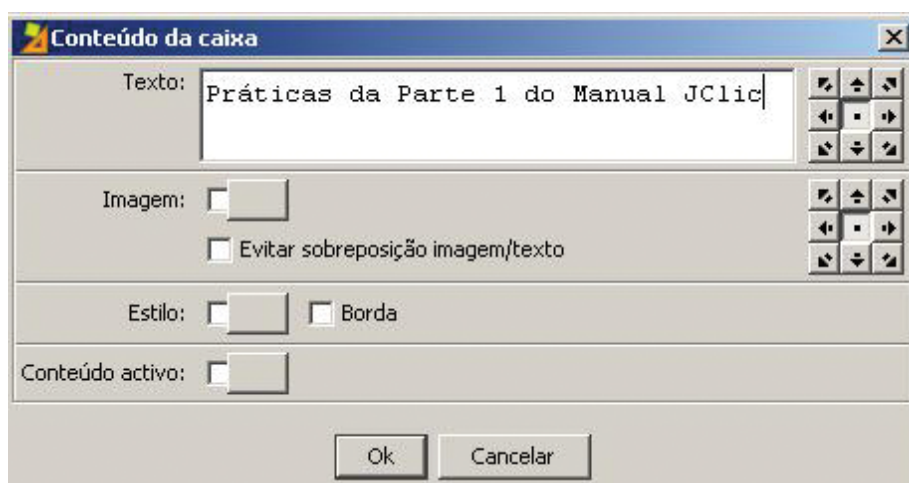 Conteúdo da caixa
Texto: Práticas da Parte 1 do Manual JClic
Imagem:
Evitar sobreposição imagem/texto
Estilo: Borda
Conteúdo activo:
Ok Cancelar